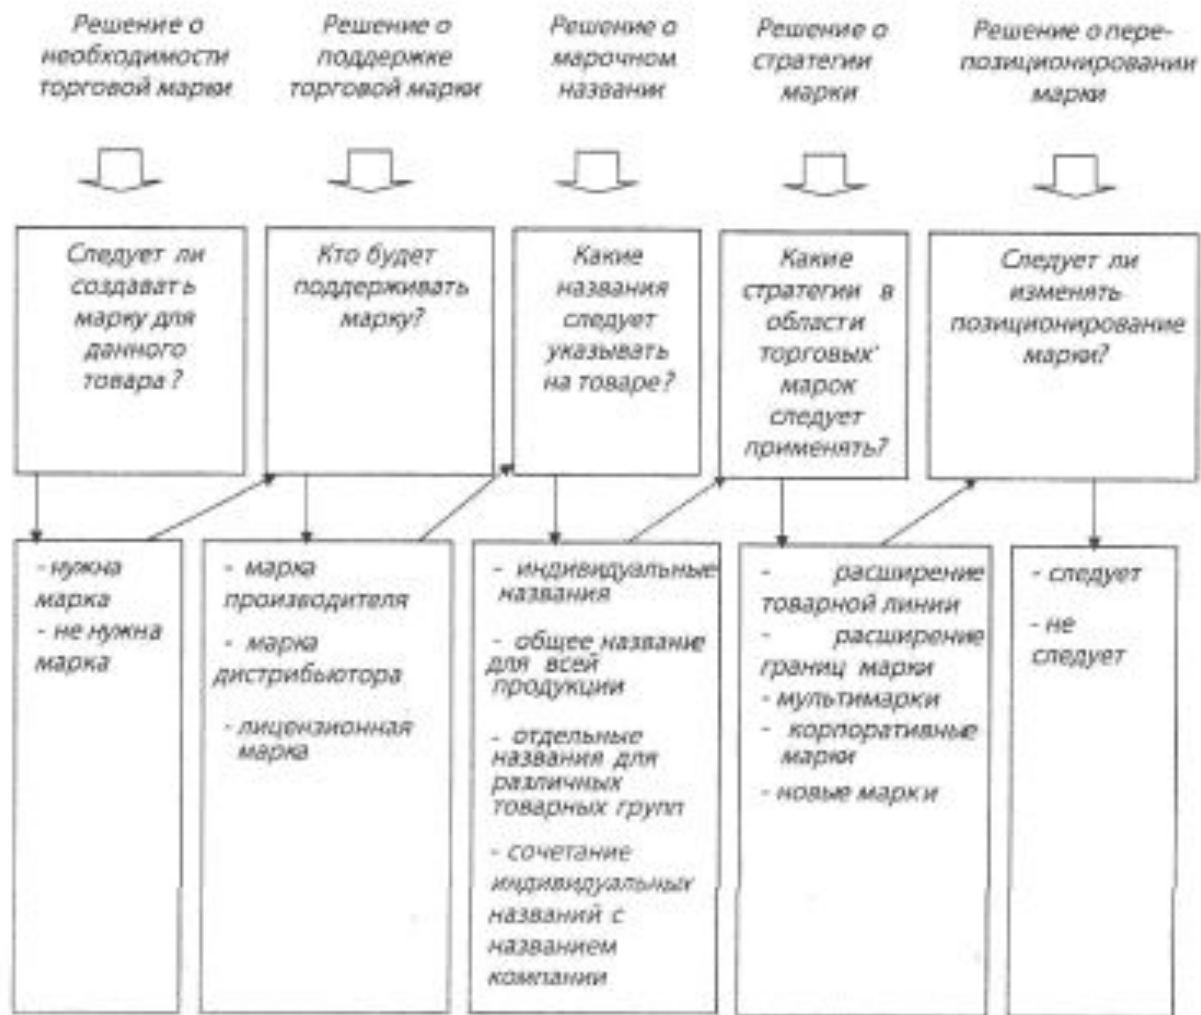 Решение о
необходимости
торговой марки
Решение о
поддержке
торговой марки
Решение о
марочном
названии
Решение о
стратегии
марки
Решение о пере-
позиционировании
марки
Следует ли
создавать
марку для
данного
товара?
Кто будет
поддерживать
марку?
Какие
названия
следует
указывать
на товаре?
Какие
стратегии в
области
торговых
марок
следует
применять?
Следует ли
изменять
позиционирование
марки?
- нужна
марка
- не нужна
марка
- марка
производителя
- марка
дистрибьютора
- лицензионная
марка
- индивидуальные
названия
- общее название
для всей
продукции
- отдельные
названия для
различных
товарных групп
- сочетание
индивидуальных
названий с
названием
компании
- расширение
товарной линии
- расширение
границ марки
- мультимарки
- корпоративные
марки
- новые марки
- следует
- не
следует